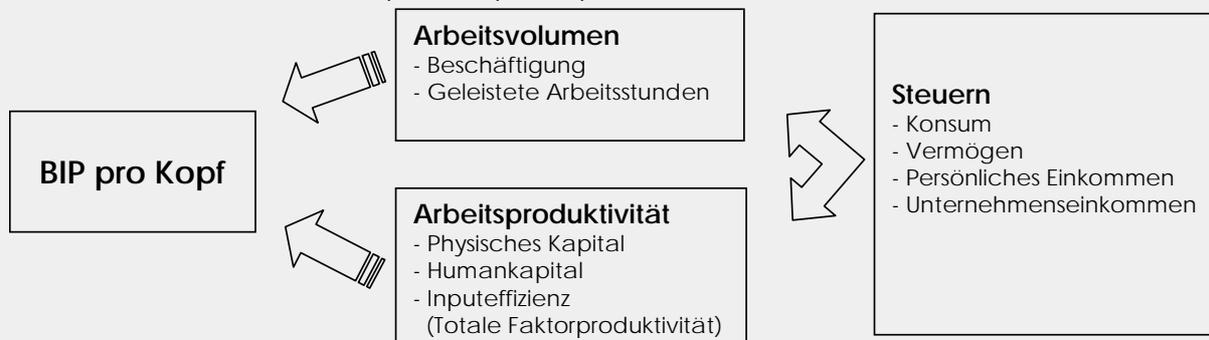 Arbeitsvolumen
- Beschäftigung
- Geleistete Arbeitsstunden
BIP pro Kopf
Arbeitsproduktivität
- Physisches Kapital
- Humankapital
- Inputeffizienz
(Totale Faktorproduktivität)
Steuern
- Konsum
- Vermögen
- Persönliches Einkommen
- Unternehmenseinkommen